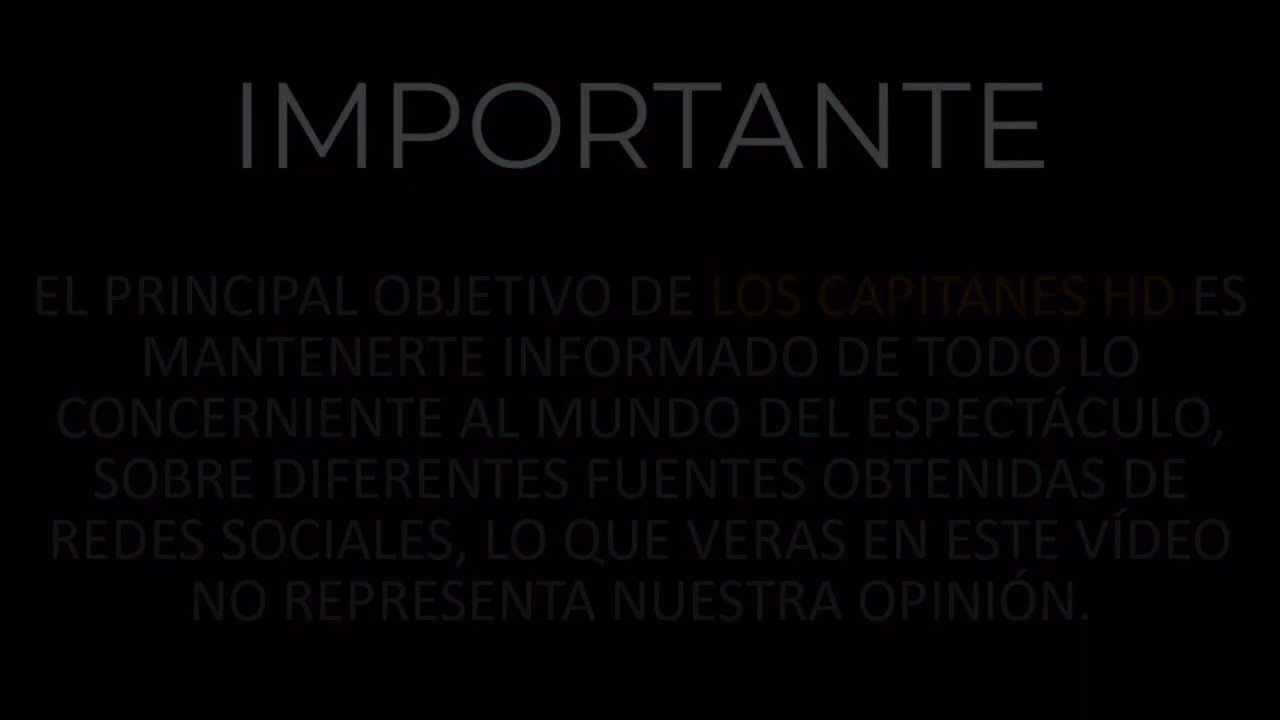 IMPORTANTE
EL PRINCIPAL OBJETIVO DE LOS CAPITANES HD ES
MANTENERTE INFORMADO DE TODO LO
CONCERNIENTE AL MUNDO DEL ESPECTÁCULO,
SOBRE DIFERENTES FUENTES OBTENIDAS DE
REDES SOCIALES, LO QUE VERAS EN ESTE VÍDEO
NO REPRESENTA NUESTRA OPINIÓN.